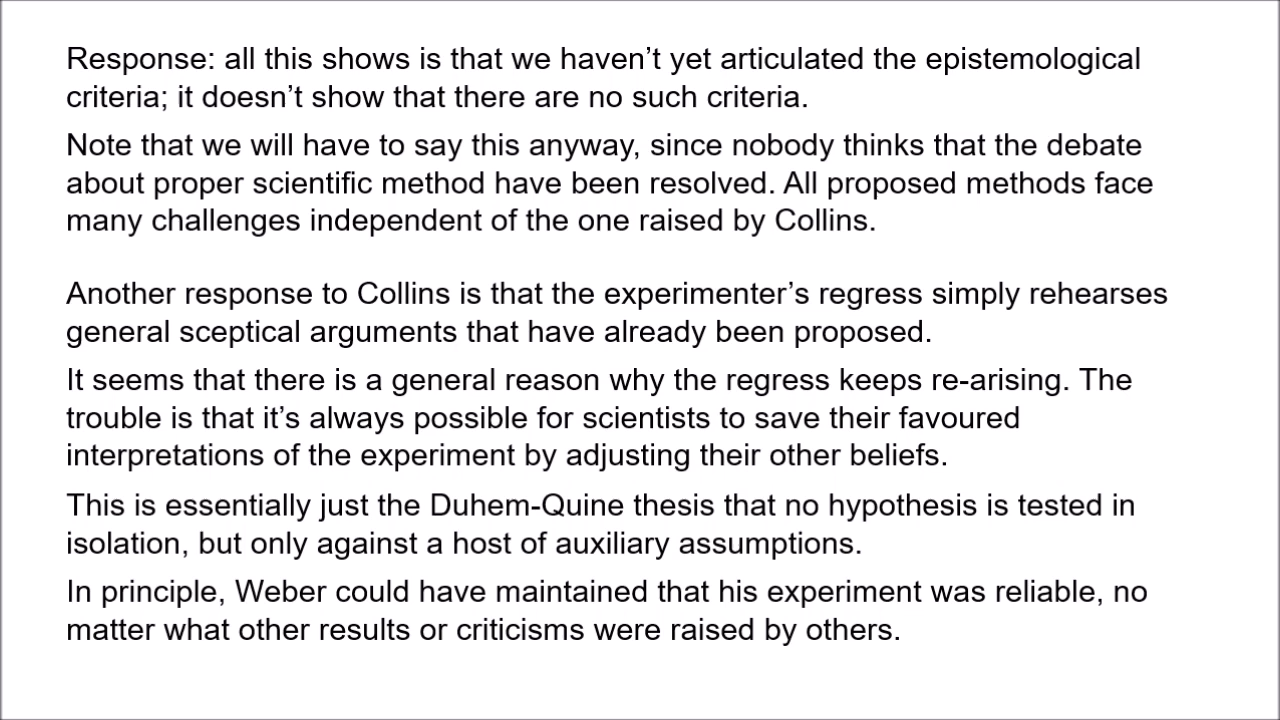 Response: all this shows is that we haven’t yet articulated the epistemological
criteria; it doesn’t show that there are no such criteria.
Note that we will have to say this anyway, since nobody thinks that the debate
about proper scientific method have been resolved. All proposed methods face
many challenges independent of the one raised by Collins.
Another response to Collins is that the experimenter’s regress simply rehearses
general sceptical arguments that have already been proposed.
It seems that there is a general reason why the regress keeps re-arising. The
trouble is that it’s always possible for scientists to save their favoured
interpretations of the experiment by adjusting their other beliefs.
This is essentially just the Duhem-Quine thesis that no hypothesis is tested in
isolation, but only against a host of auxiliary assumptions.
In principle, Weber could have maintained that his experiment was reliable, no
matter what other results or criticisms were raised by others.